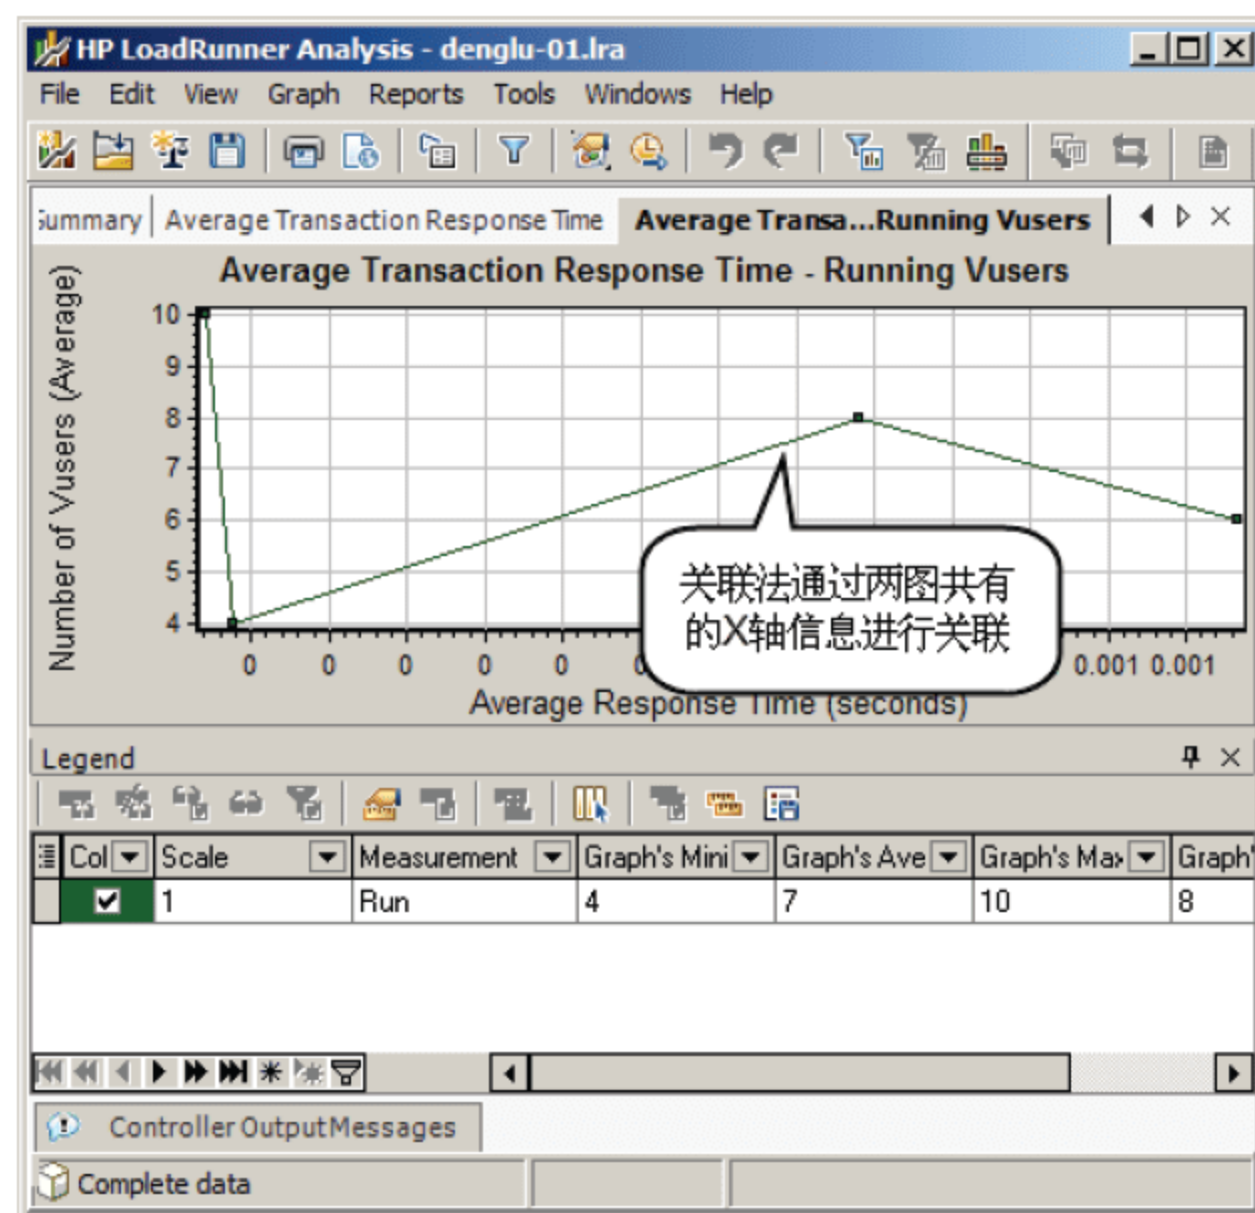 HP LoadRunner Analysis - denglu-01.lra
File Edit View Graph Reports Tools Windows Help
Summary Average Transaction Response Time Average Transa...Running Vusers
Average Transaction Response Time - Running Vusers
Number of Vusers (Average)
10
9
8
7
6
5
4
关联法通过两图共有
的X轴信息进行关联
0 0 0 0 0 0.001 0.001
Average Response Time (seconds)
Legend
Col Scale Measurement Graph's Mini Graph's Ave Graph's Max Graph'
1 Run 4 7 10 8
Controller Output Messages
Complete data